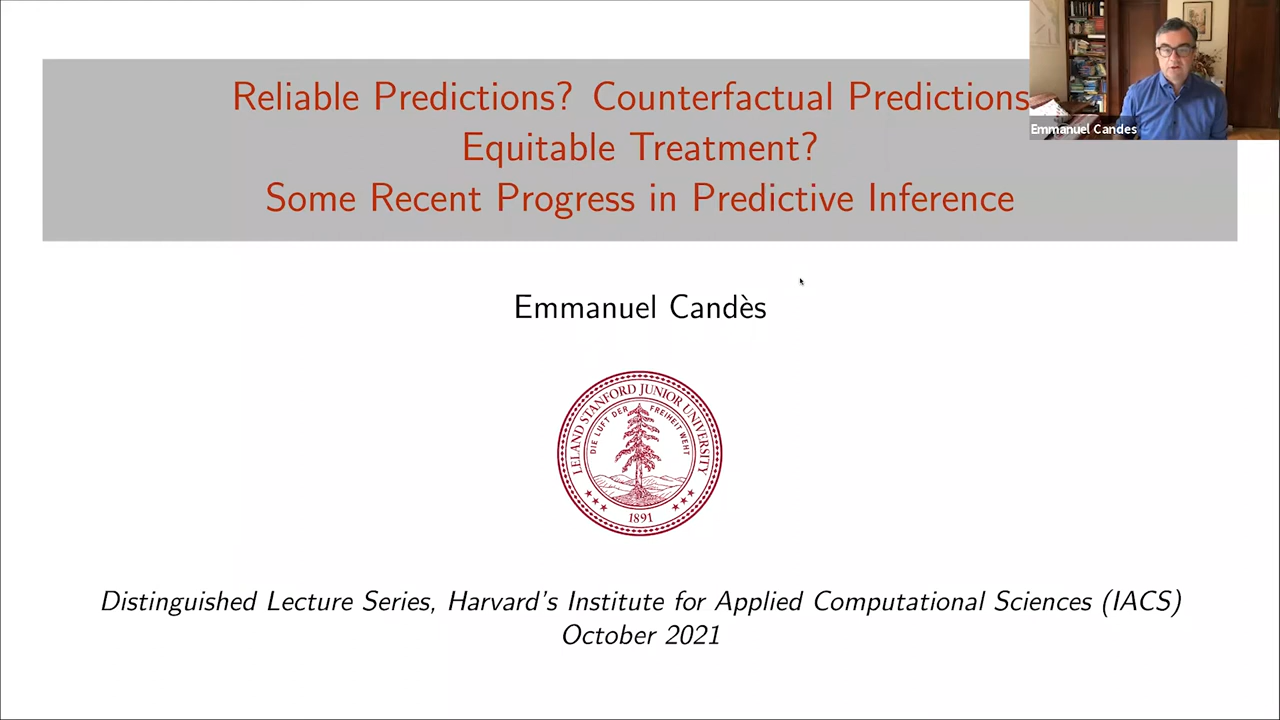 Reliable Predictions? Counterfactual Predictions
Equitable Treatment?
Some Recent Progress in Predictive Inference
Emmanuel Candes
Emmanuel Candès
LELAND STANFORD JUNIOR UNIVERSITY
DIE LUFT DER FREIHEIT WEHT
1891
Distinguished Lecture Series, Harvard's Institute for Applied Computational Sciences (IACS)
October 2021